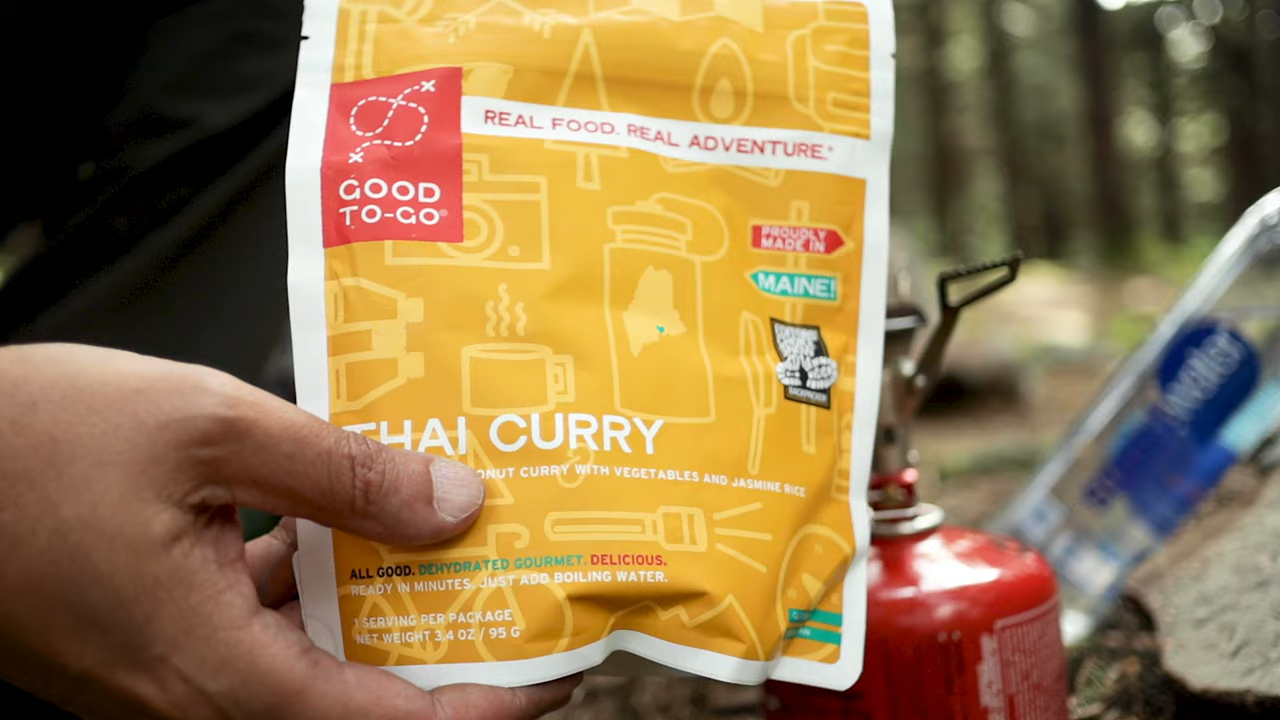 REAL FOOD. REAL ADVENTURE.®
GOOD
TO-GO®
PROUDLY
MADE IN
MAINE!
BACKPACKER
THAI CURRY
ONUT CURRY WITH VEGETABLES AND JASMINE RICE
ALL GOOD. DEHYDRATED GOURMET. DELICIOUS.
READY IN MINUTES. JUST ADD BOILING WATER.
1 SERVING PER PACKAGE
NET WEIGHT 3.4 OZ / 95 G